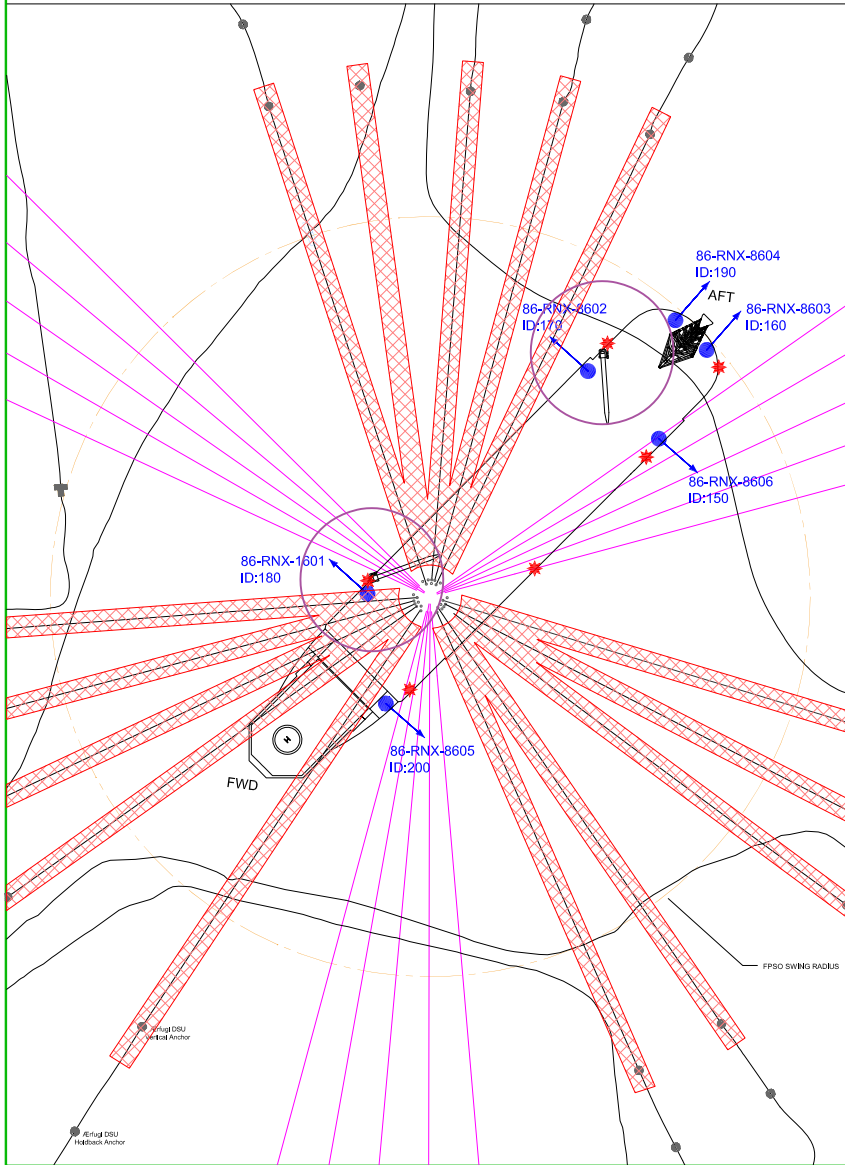 86-RNX-8604
ID:190
AFT
86-RNX-8602
ID:170
86-RNX-8603
ID:160
86-RNX-8606
ID:150
86-RNX-1601
ID:180
H
86-RNX-8605
ID:200
FWD
FPSO SWING RADIUS
Ærfugl DSU
Vertical Anchor
Ærfugl DSU
Holdback Anchor